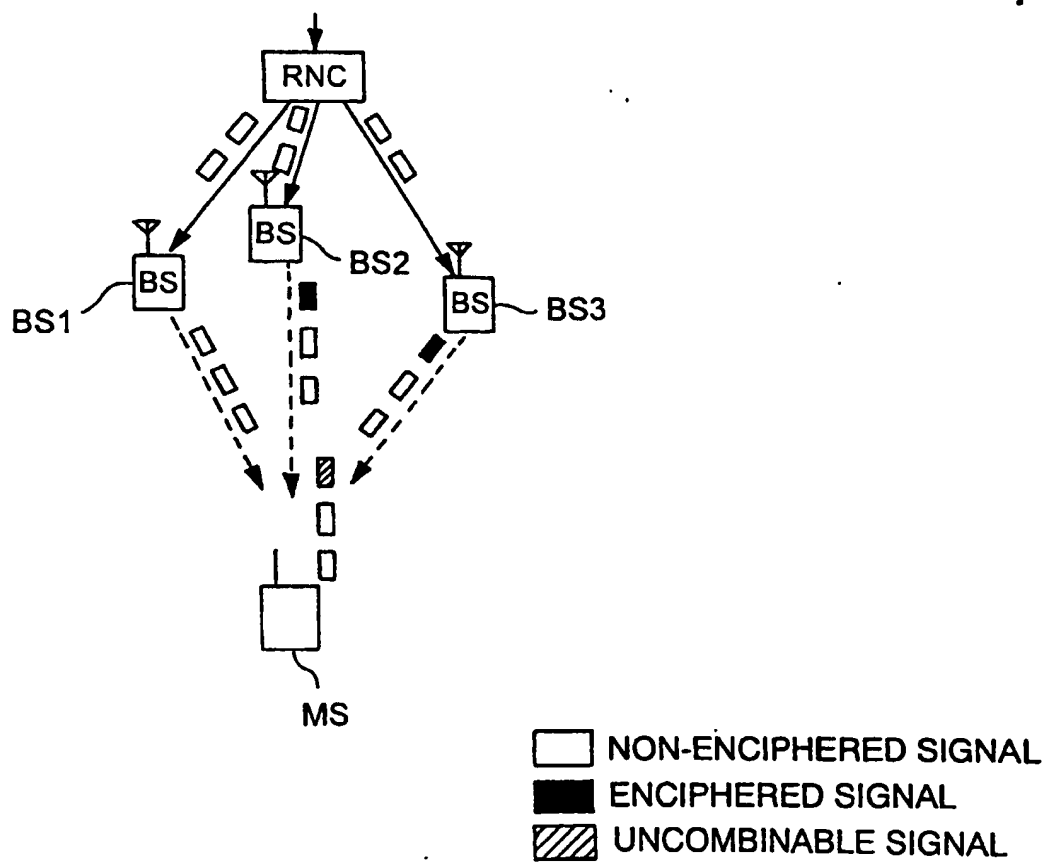 RNC
BS
BS2
BS
BS1
BS
BS3
MS
NON-ENCIPHERED SIGNAL
ENCIPHERED SIGNAL
UNCOMBINABLE SIGNAL